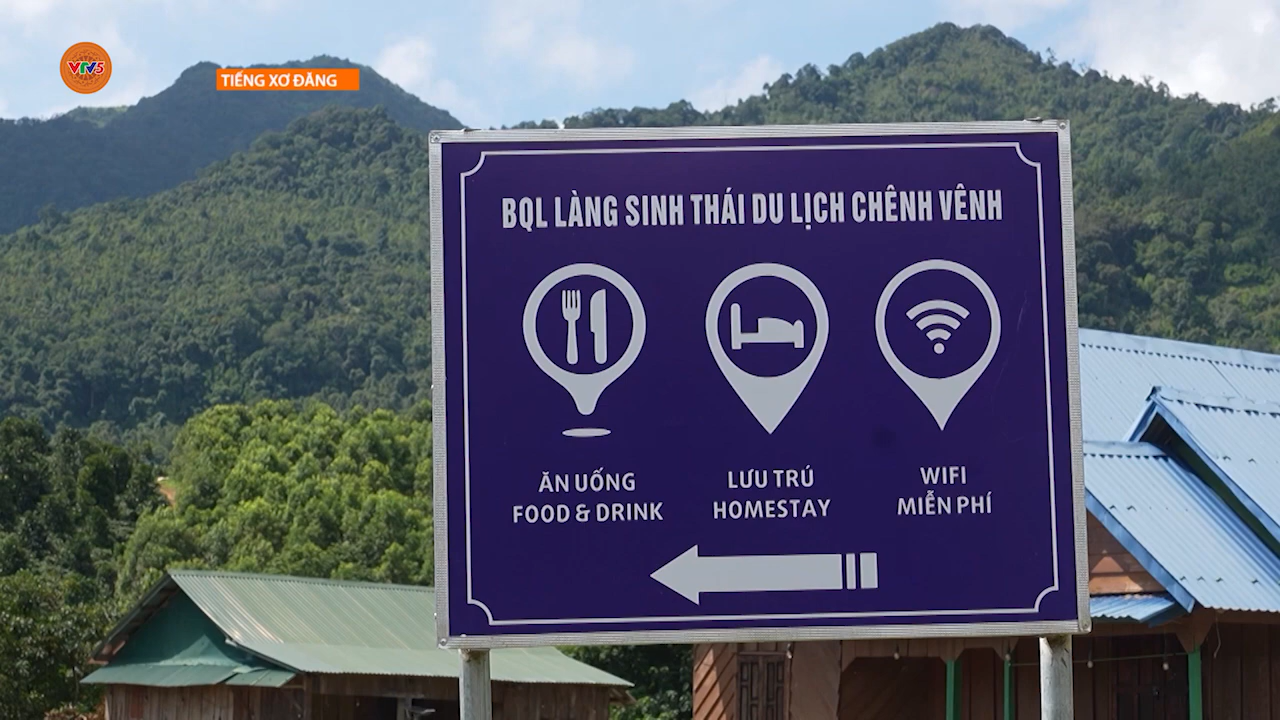 VTV5
TIẾNG XƠ ĐĂNG
BQL LÀNG SINH THÁI DU LỊCH CHÊNH VÊNH
ĂN UỐNG
FOOD & DRINK
LƯU TRÚ
HOMESTAY
WIFI
MIỄN PHÍ